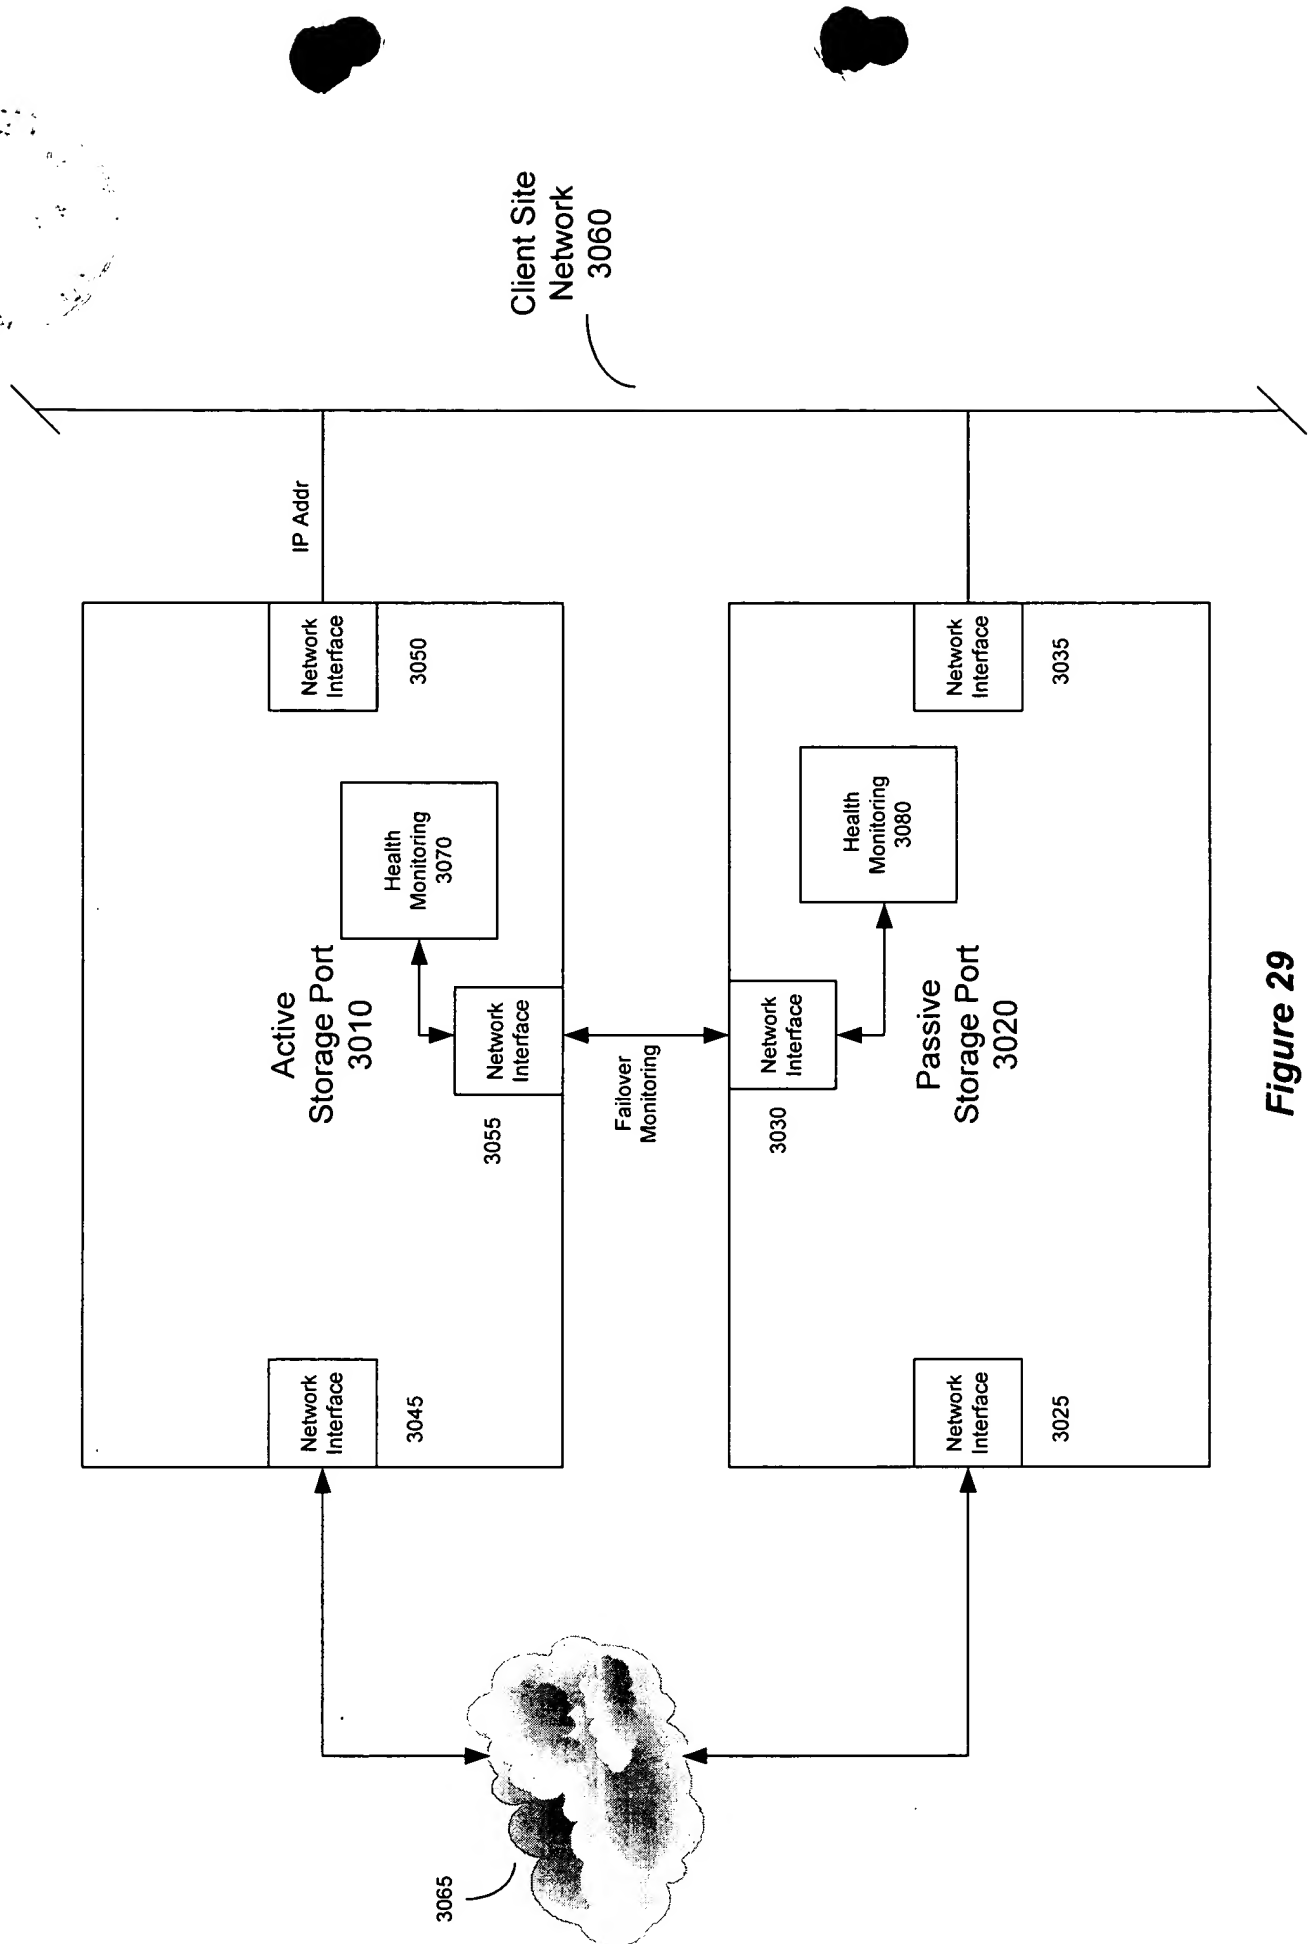 3065
Network
Interface
3045
Active
Storage Port
3010
Health
Monitoring
3070
Network
Interface
3055
Network
Interface
3050
IP Addr
Client Site
Network
3060
Failover
Monitoring
Network
Interface
3030
Health
Monitoring
3080
Passive
Storage Port
3020
Network
Interface
3025
Network
Interface
3035
Figure 29